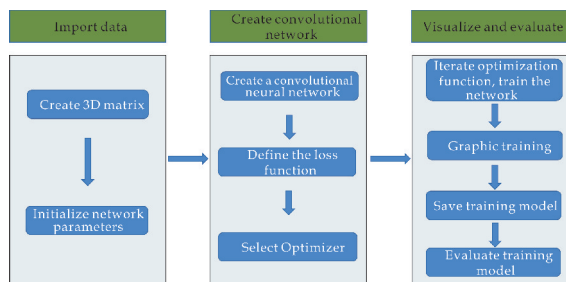 Import data
Create 3D matrix
Initialize network
parameters
Create convolutional
network
Create a convolutional
neural network
Define the loss
function
Select Optimizer
Visualize and evaluate
Iterate optimization
function, train the
network
Graphic training
Save training model
Evaluate training
model